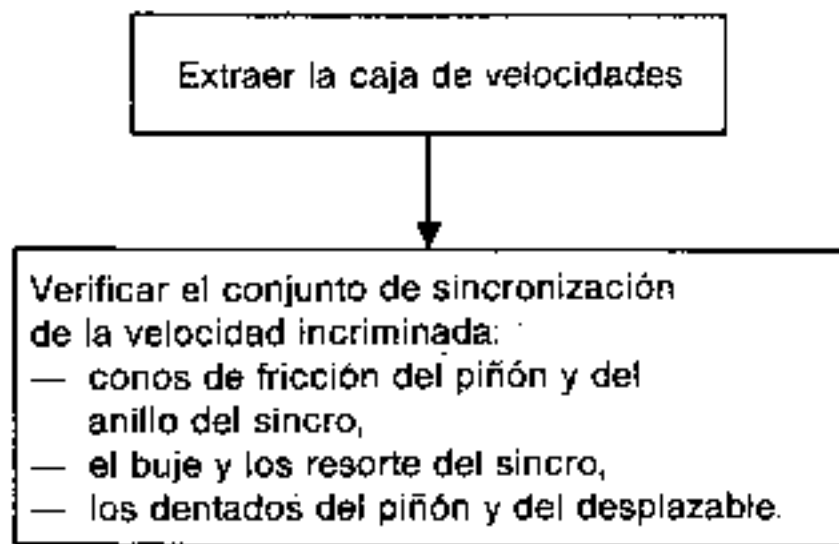 Extraer la caja de velocidades
Verificar el conjunto de sincronización
de la velocidad incriminada:
— conos de fricción del piñón y del
anillo del sincro,
— el buje y los resorte del sincro,
— los dentados del piñón y del desplazable.